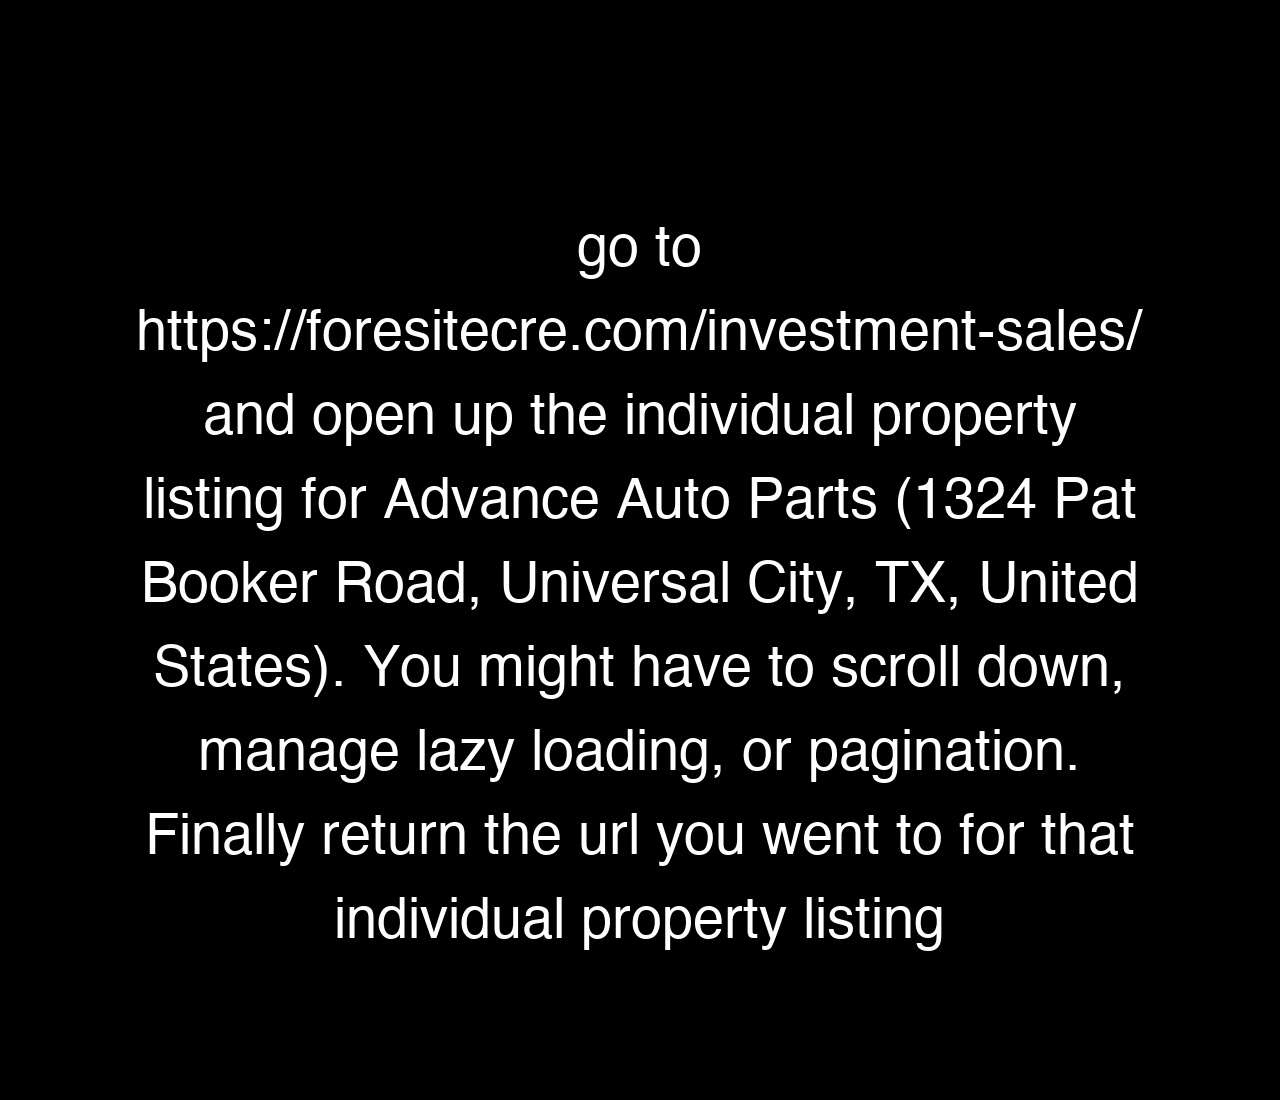 go to
https://foresitecre.com/investment-sales/
and open up the individual property
listing for Advance Auto Parts (1324 Pat
Booker Road, Universal City, TX, United
States). You might have to scroll down,
manage lazy loading, or pagination.
Finally return the url you went to for that
individual property listing